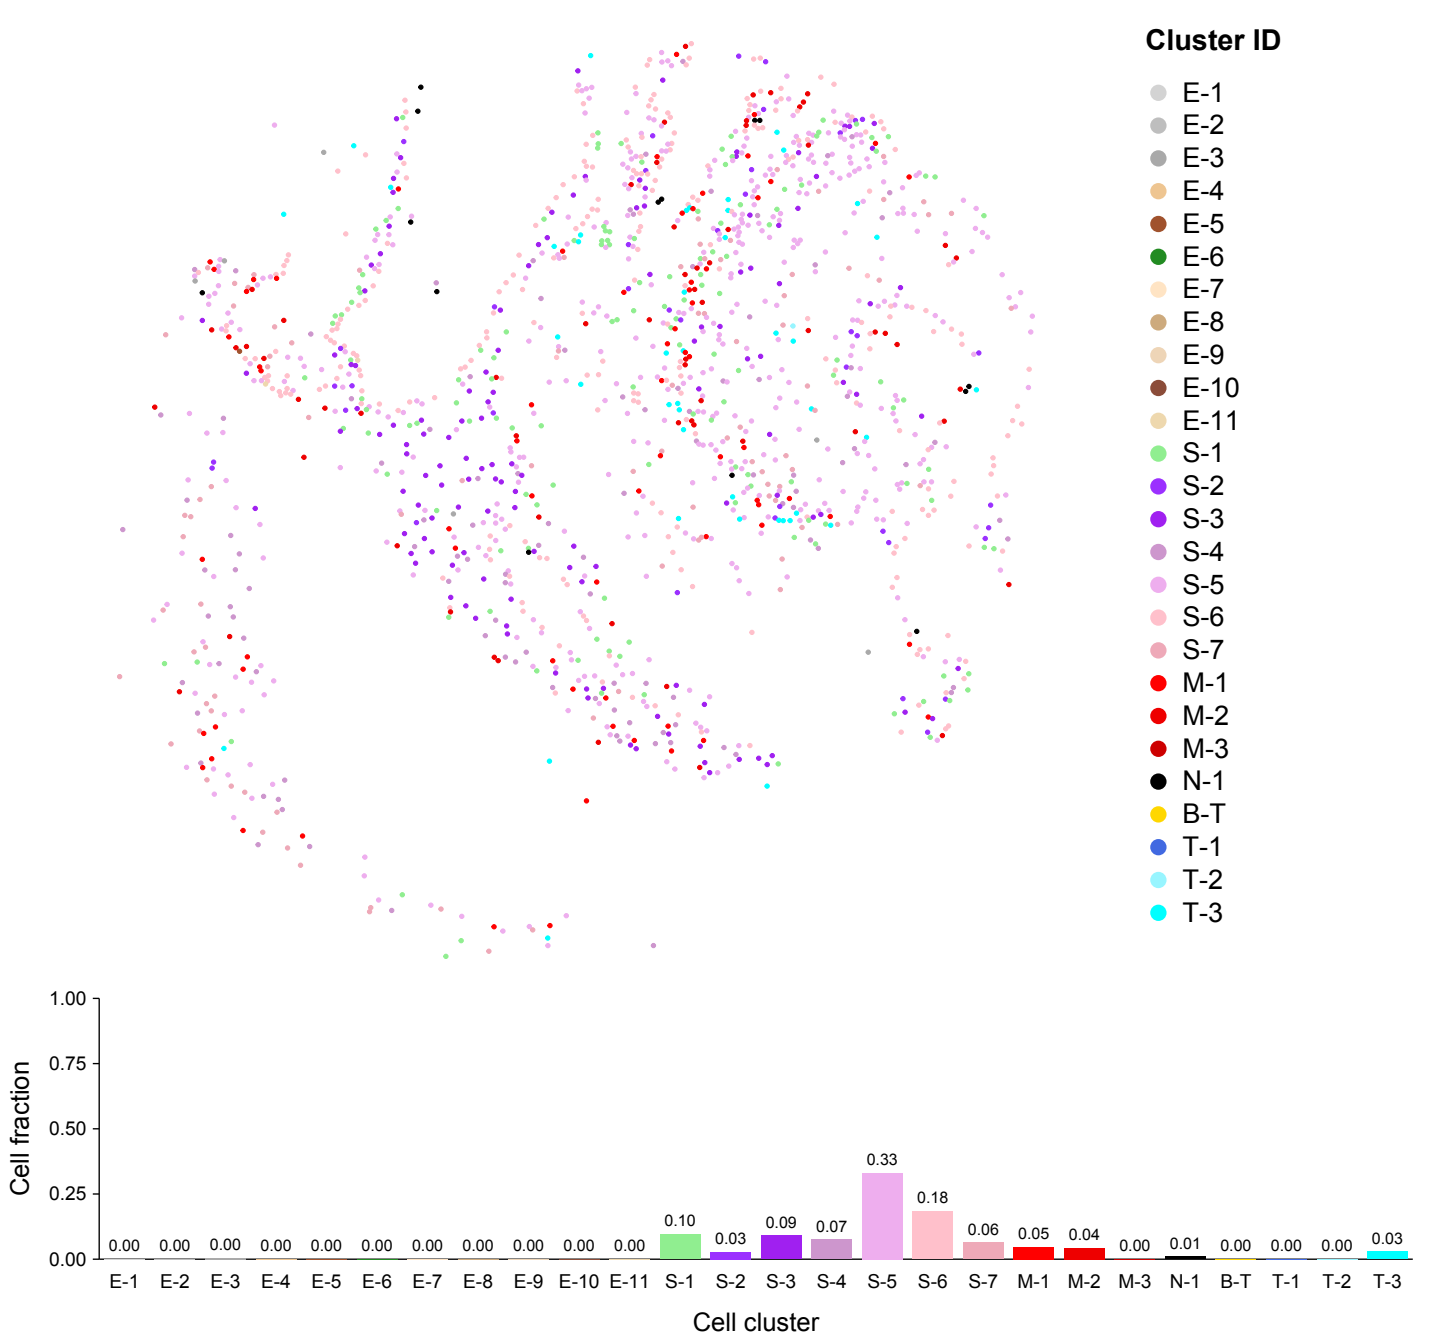 Cluster ID
E-1
E-2
E-3
E-4
E-5
E-6
E-7
E-8
E-9
E-10
E-11
S-1
S-2
S-3
S-4
S-5
S-6
S-7
M-1
M-2
M-3
N-1
B-T
T-1
T-2
T-3
1.00
0.75
0.50
0.25
0.00
Cell fraction
0.00 0.00 0.00 0.00 0.00 0.00 0.00 0.00 0.00 0.00 0.00 0.10 0.03 0.09 0.07 0.33 0.18 0.06 0.05 0.04 0.00 0.01 0.00 0.00 0.00 0.03
E-1 E-2 E-3 E-4 E-5 E-6 E-7 E-8 E-9 E-10 E-11 S-1 S-2 S-3 S-4 S-5 S-6 S-7 M-1 M-2 M-3 N-1 B-T T-1 T-2 T-3
Cell cluster